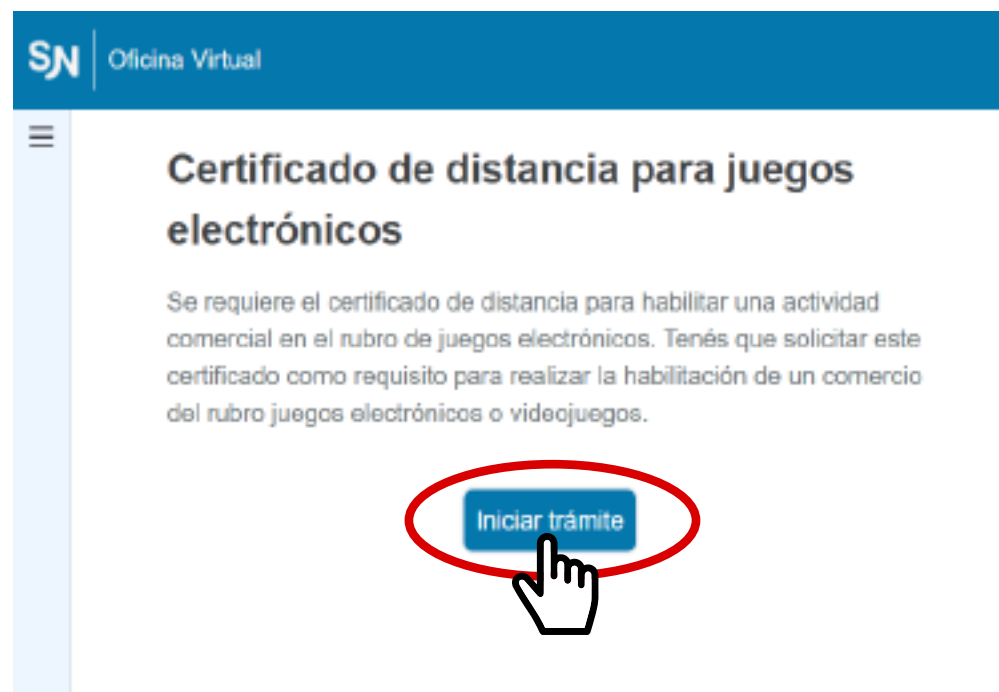 SN Oficina Virtual
Certificado de distancia para juegos
electrónicos
Se requiere el certificado de distancia para habilitar una actividad
comercial en el rubro de juegos electrónicos. Tenés que solicitar este
certificado como requisito para realizar la habilitación de un comercio
del rubro juegos electrónicos o videojuegos.
Iniciar trámite